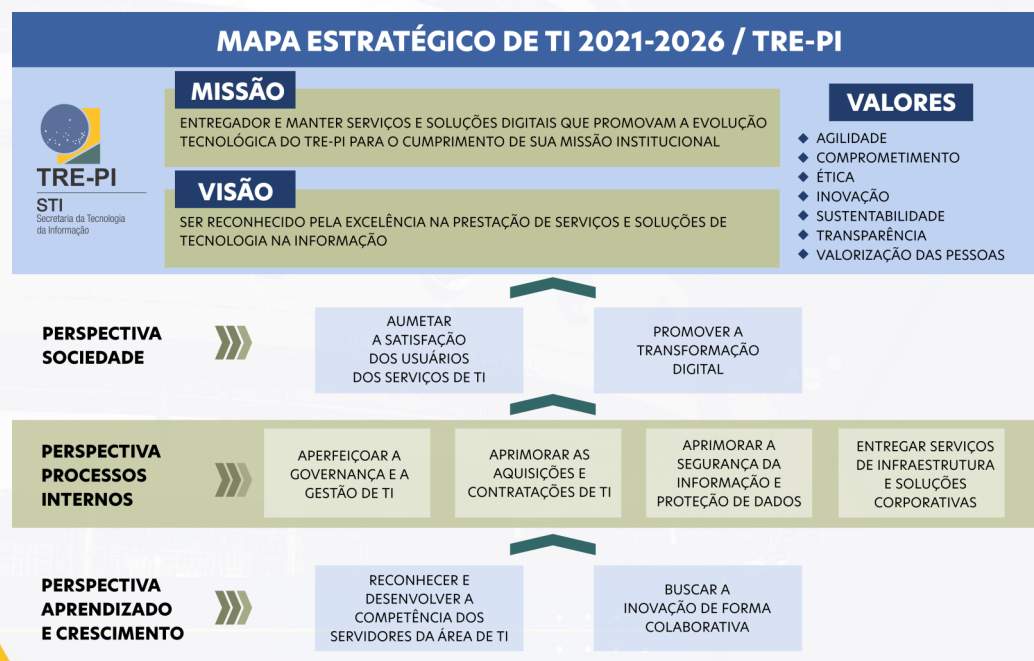 MAPA ESTRATÉGICO DE TI 2021-2026 / TRE-PI
TRE-PI
STI
Secretaria da Tecnologia
da Informação
MISSÃO
ENTREGADOR E MANTER SERVIÇOS E SOLUÇÕES DIGITAIS QUE PROMOVAM A EVOLUÇÃO
TECNOLÓGICA DO TRE-PI PARA O CUMPRIMENTO DE SUA MISSÃO INSTITUCIONAL
VISÃO
SER RECONHECIDO PELA EXCELÊNCIA NA PRESTAÇÃO DE SERVIÇOS E SOLUÇÕES DE
TECNOLOGIA NA INFORMAÇÃO
VALORES
AGILIDADE
COMPROMETIMENTO
ÉTICA
INOVAÇÃO
SUSTENTABILIDADE
TRANSPARÊNCIA
VALORIZAÇÃO DAS PESSOAS
PERSPECTIVA
SOCIEDADE
AUMETAR
A SATISFAÇÃO
DOS USUÁRIOS
DOS SERVIÇOS DE TI
PROMOVER A
TRANSFORMAÇÃO
DIGITAL
PERSPECTIVA
PROCESSOS
INTERNOS
APERFEIÇOAR A
GOVERNANÇA E A
GESTÃO DE TI
APRIMORAR AS
AQUISIÇÕES E
CONTRATAÇÕES DE TI
APRIMORAR A
SEGURANÇA DA
INFORMAÇÃO E
PROTEÇÃO DE DADOS
ENTREGAR SERVIÇOS
DE INFRAESTRUTURA
E SOLUÇÕES
CORPORATIVAS
PERSPECTIVA
APRENDIZADO
E CRESCIMENTO
RECONHECER E
DESENVOLVER A
COMPETÊNCIA DOS
SERVIDORES DA ÁREA DE TI
BUSCAR A
INOVAÇÃO DE FORMA
COLABORATIVA